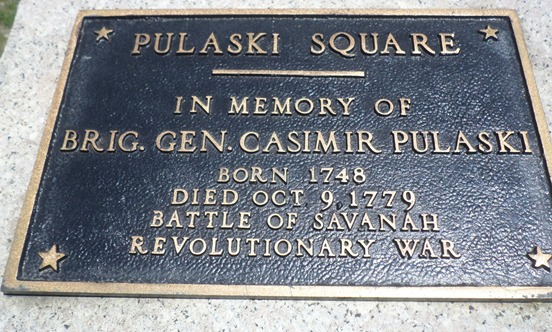 PULASKI SQUARE
IN MEMORY OF
BRIG. GEN. CASIMIR PULASKI
BORN 1748
DIED OCT. 9, 1779
BATTLE OF SAVANAH
REVOLUTIONARY WAR